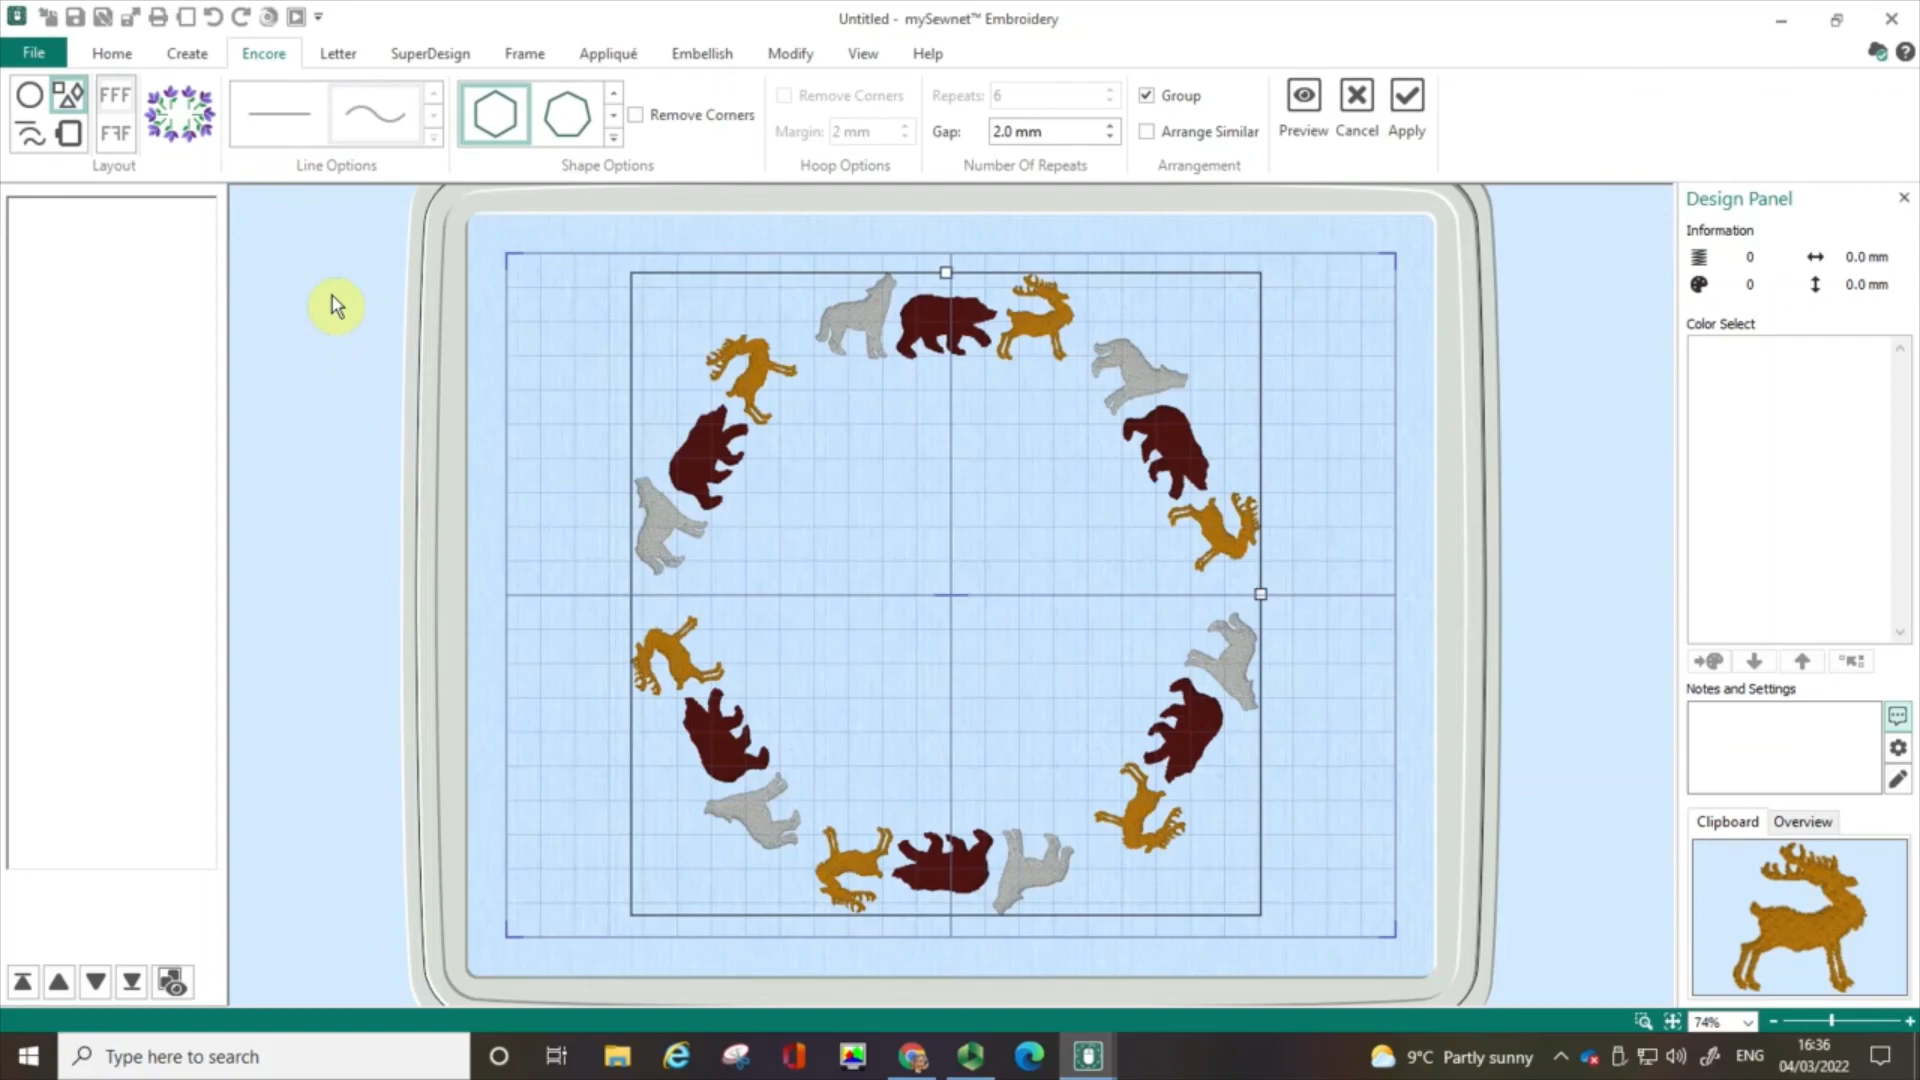 Untitled - mySewnet™ Embroidery
File Home Create Encore Letter SuperDesign Frame Appliqué Embellish Modify View Help
FFF
Remove Corners
Remove Corners
Repeats: 6
Group
Margin: 2 mm
Gap: 2.0 mm
Arrange Similar
Preview Cancel Apply
Layout Line Options Shape Options Hoop Options Number Of Repeats Arrangement
Design Panel
Information
0 0.0 mm
0 0.0 mm
Color Select
Notes and Settings
Clipboard Overview
74%
Type here to search
9°C Partly sunny
ENG
16:36
04/03/2022